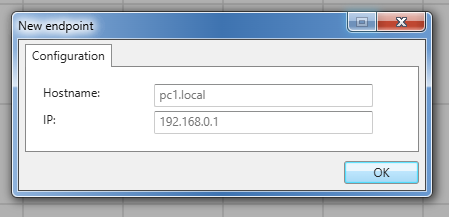 New endpoint
Configuration
Hostname: pc1.local
IP: 192.168.0.1
OK